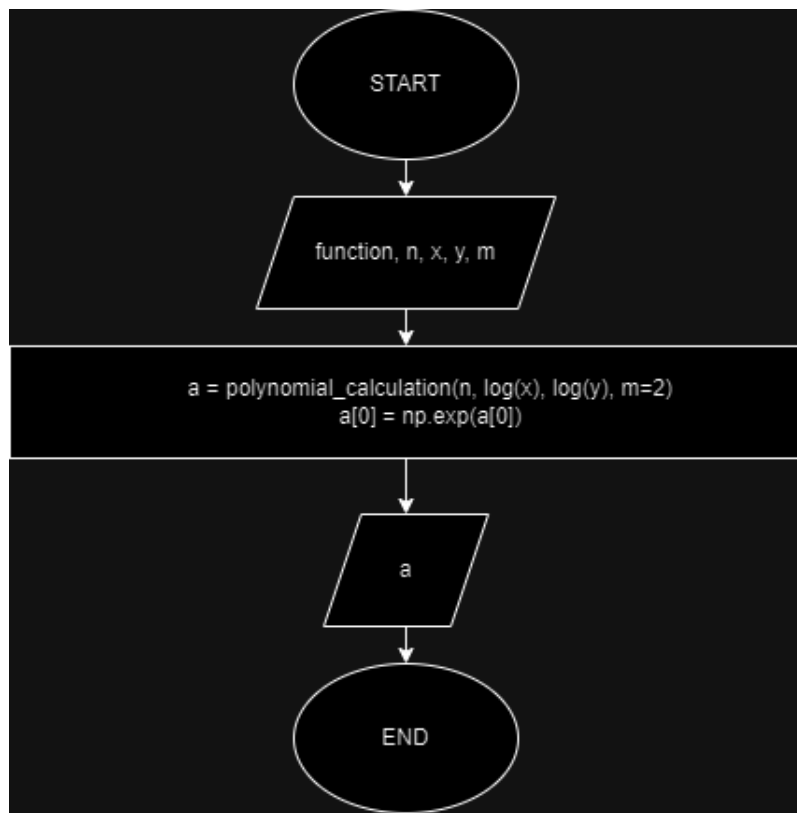 START
function, n, x, y, m
a = polynomial_calculation(n, log(x), log(y), m=2)
a[0] = np.exp(a[0])
a
END